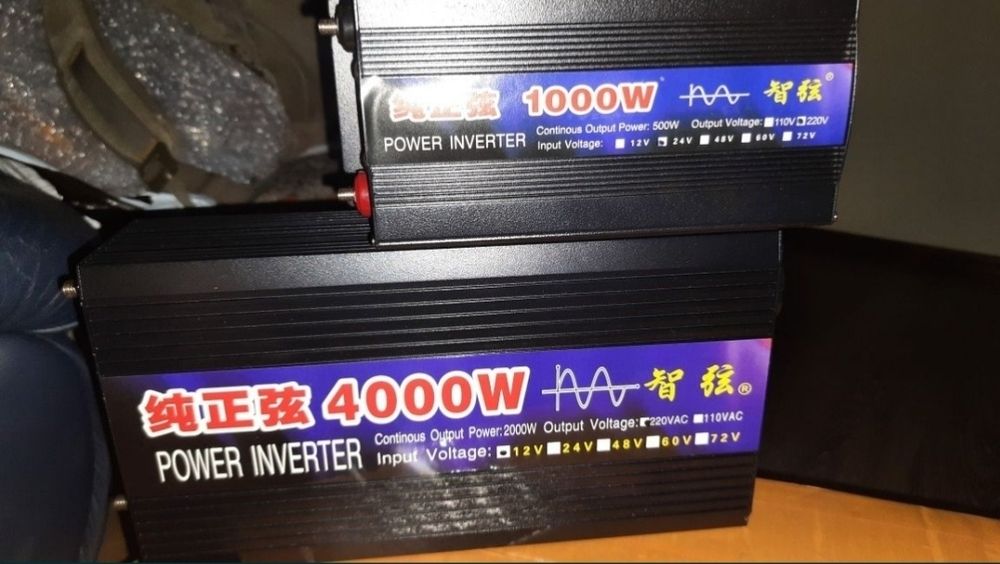 纯正弦 1000W 智弦®
POWER INVERTER
Continous Output Power: 500W Output Voltage: 110V 220V
Input Voltage: 12V 24V 48V 60V 72V
纯正弦 4000W 智弦®
POWER INVERTER
Continous Output Power:2000W Output Voltage: 220VAC 110VAC
Input Voltage: 12V 24V 48V 60V 72V